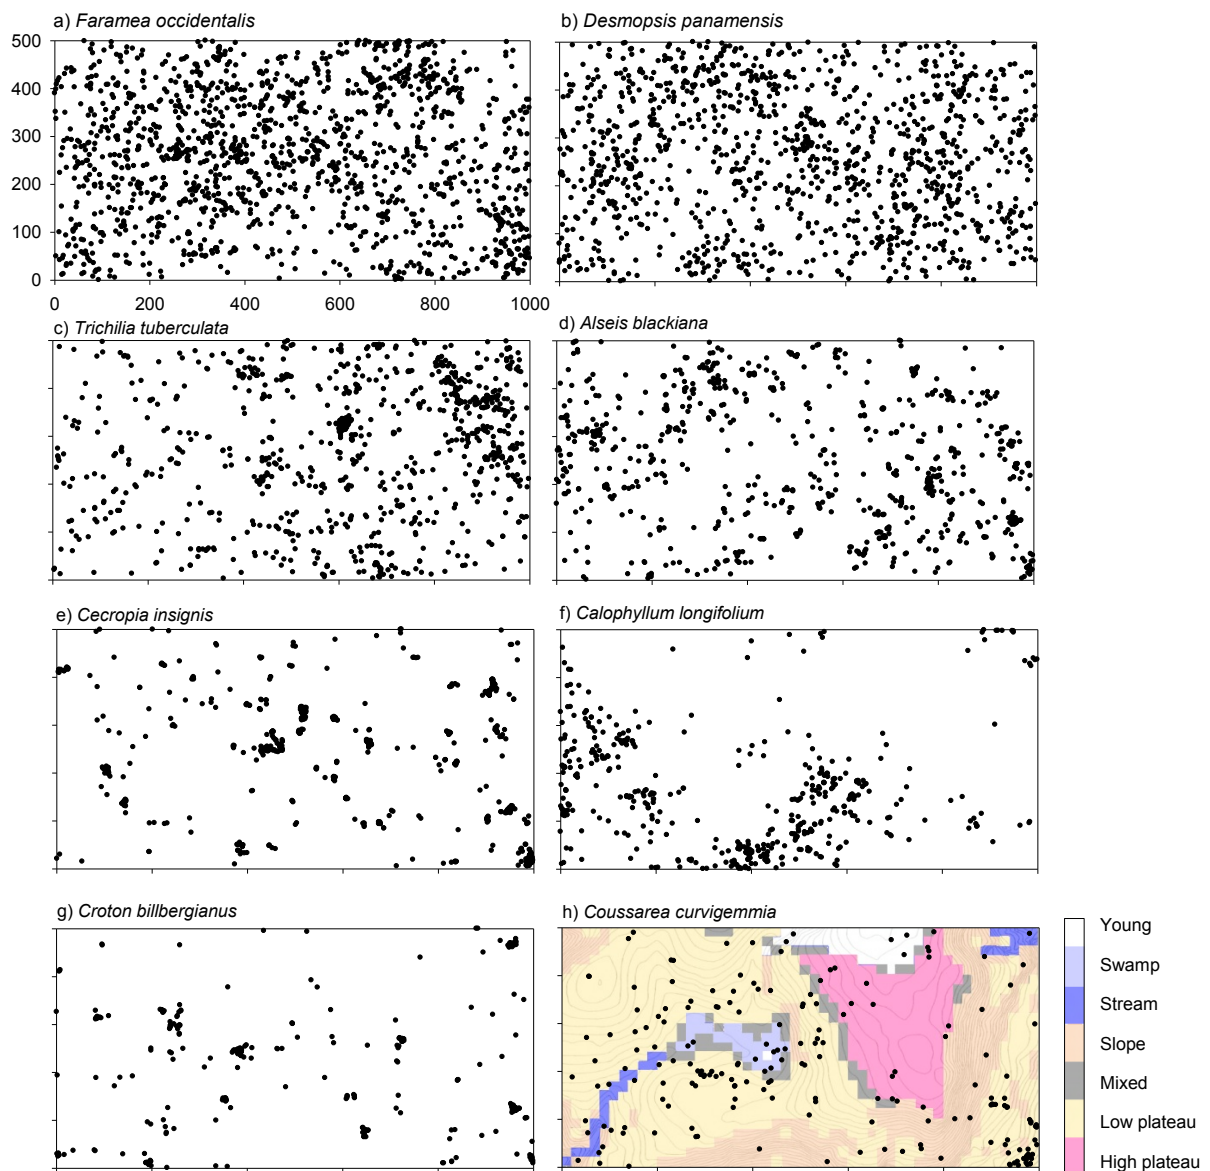 a) Faramea occidentalis
b) Desmopsis panamensis
500
400
300
200
100
0
0 200 400 600 800 1000
c) Trichilia tuberculata
d) Alseis blackiana
e) Cecropia insignis
f) Calophyllum longifolium
g) Croton billbergianus
h) Coussarea curvigemmia
Young
Swamp
Stream
Slope
Mixed
Low plateau
High plateau